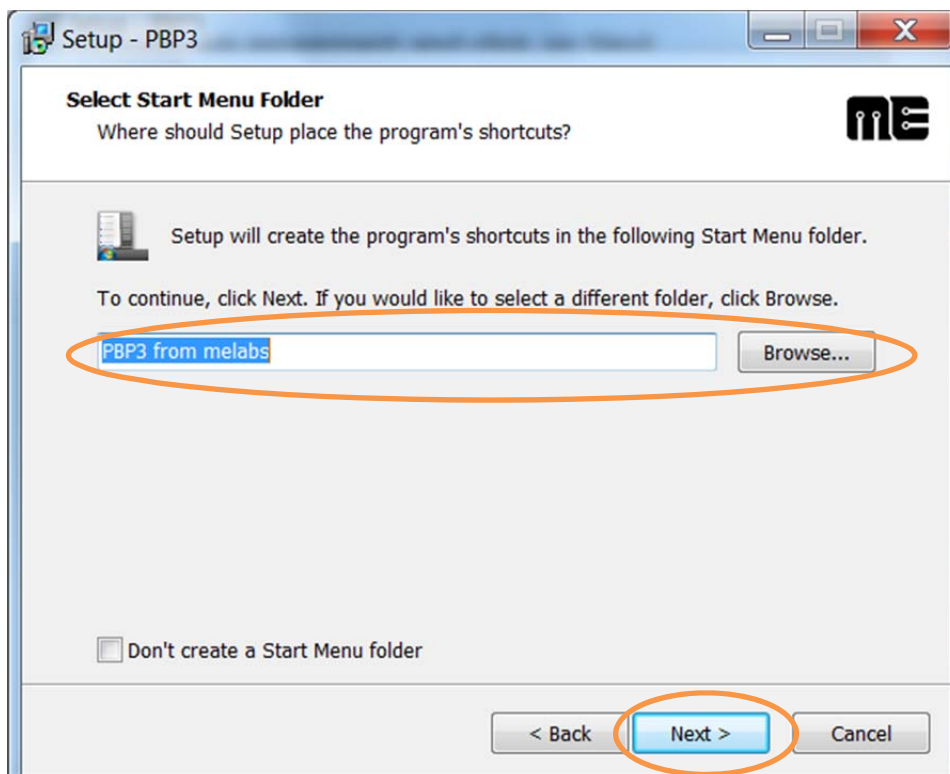 Setup - PBP3
Select Start Menu Folder
Where should Setup place the program's shortcuts?
mE
Setup will create the program's shortcuts in the following Start Menu folder.
To continue, click Next. If you would like to select a different folder, click Browse.
PBP3 from melabs
Browse...
Don't create a Start Menu folder
< Back
Next >
Cancel